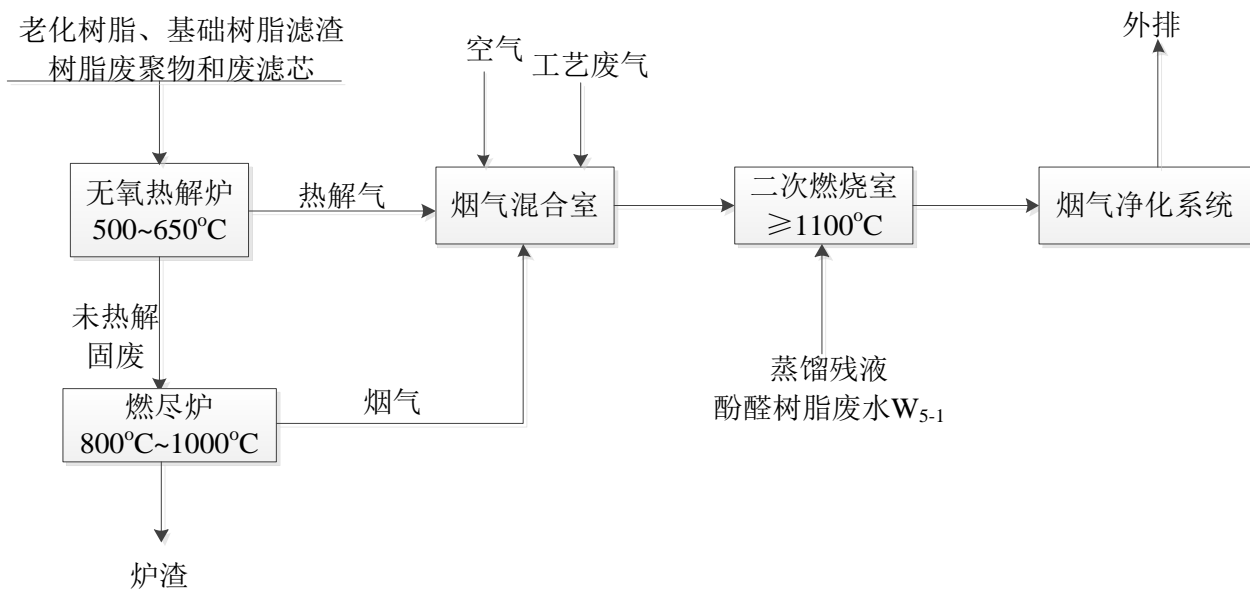 老化树脂、基础树脂滤渣
树脂废聚物和废滤芯
空气
工艺废气
外排
无氧热解炉
500~650°C
热解气
烟气混合室
二次燃烧室
≥1100°C
烟气净化系统
未热解
固废
蒸馏残液
酚醛树脂废水W5-1
燃尽炉
800°C~1000°C
烟气
炉渣